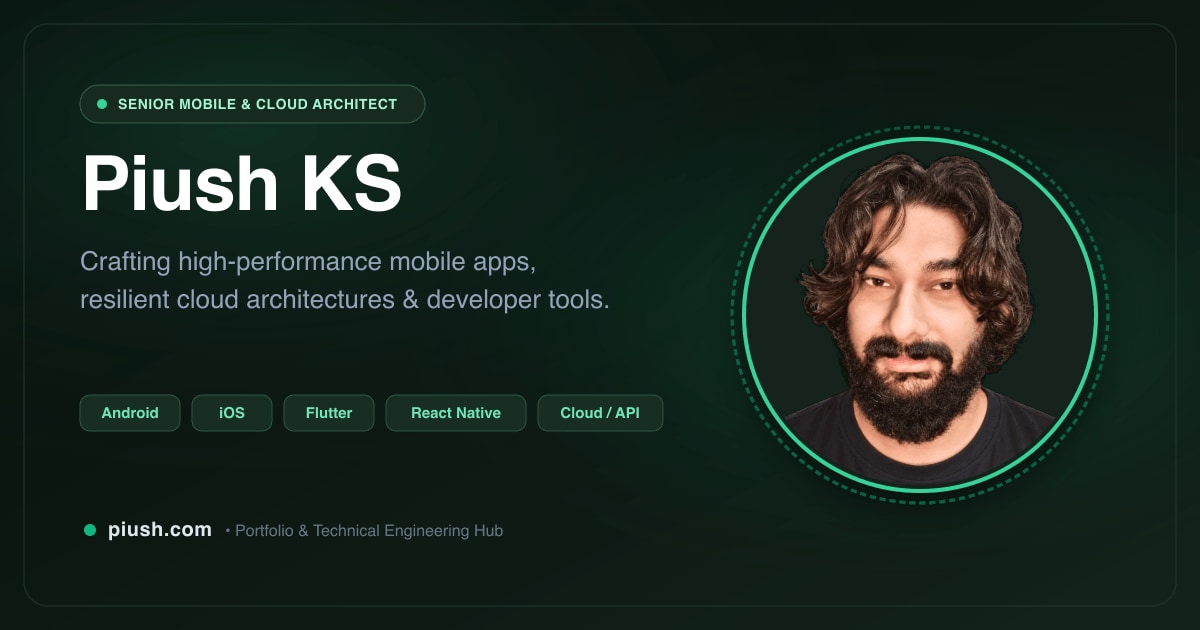 SENIOR MOBILE & CLOUD ARCHITECT
Piush KS
Crafting high-performance mobile apps,
resilient cloud architectures & developer tools.
Android iOS Flutter React Native Cloud / API
piush.com • Portfolio & Technical Engineering Hub